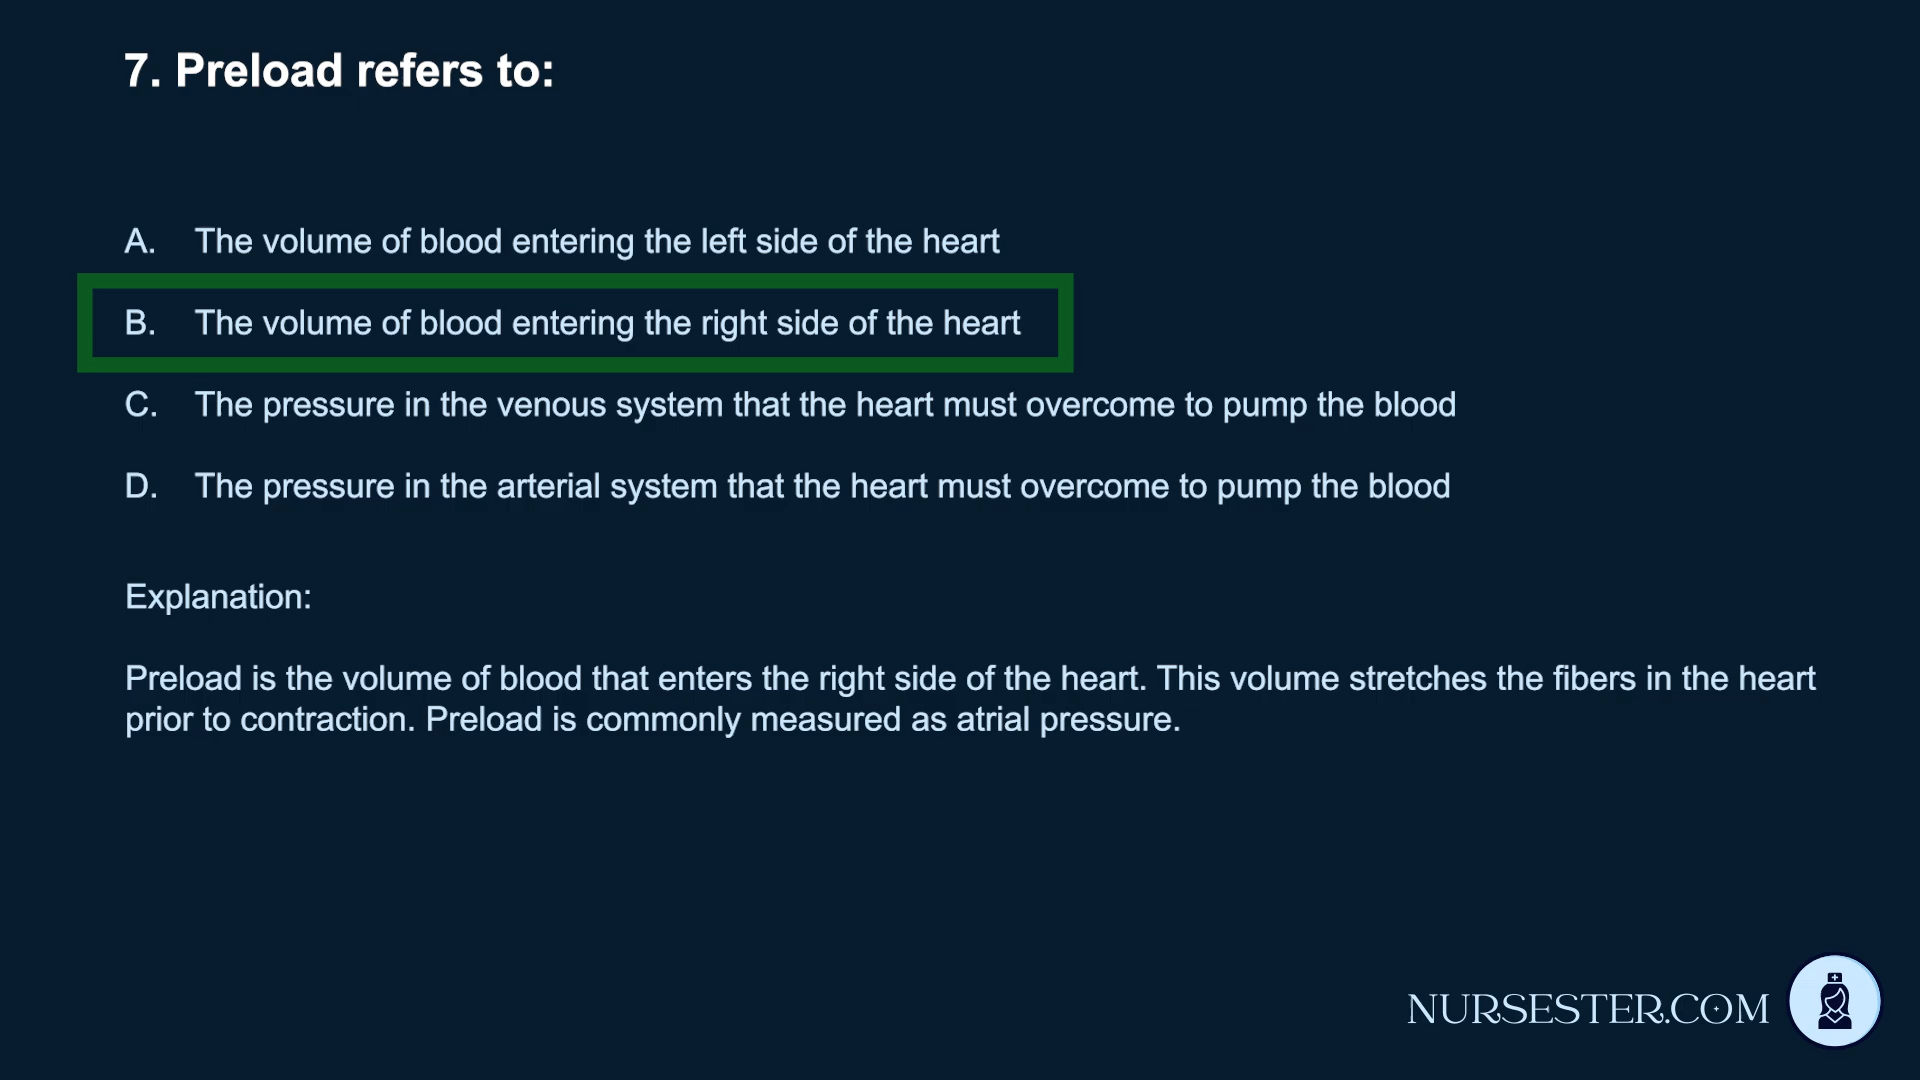 7. Preload refers to:
A. The volume of blood entering the left side of the heart
B. The volume of blood entering the right side of the heart
C. The pressure in the venous system that the heart must overcome to pump the blood
D. The pressure in the arterial system that the heart must overcome to pump the blood
Explanation:
Preload is the volume of blood that enters the right side of the heart. This volume stretches the fibers in the heart
prior to contraction. Preload is commonly measured as atrial pressure.
NURSESTER.COM